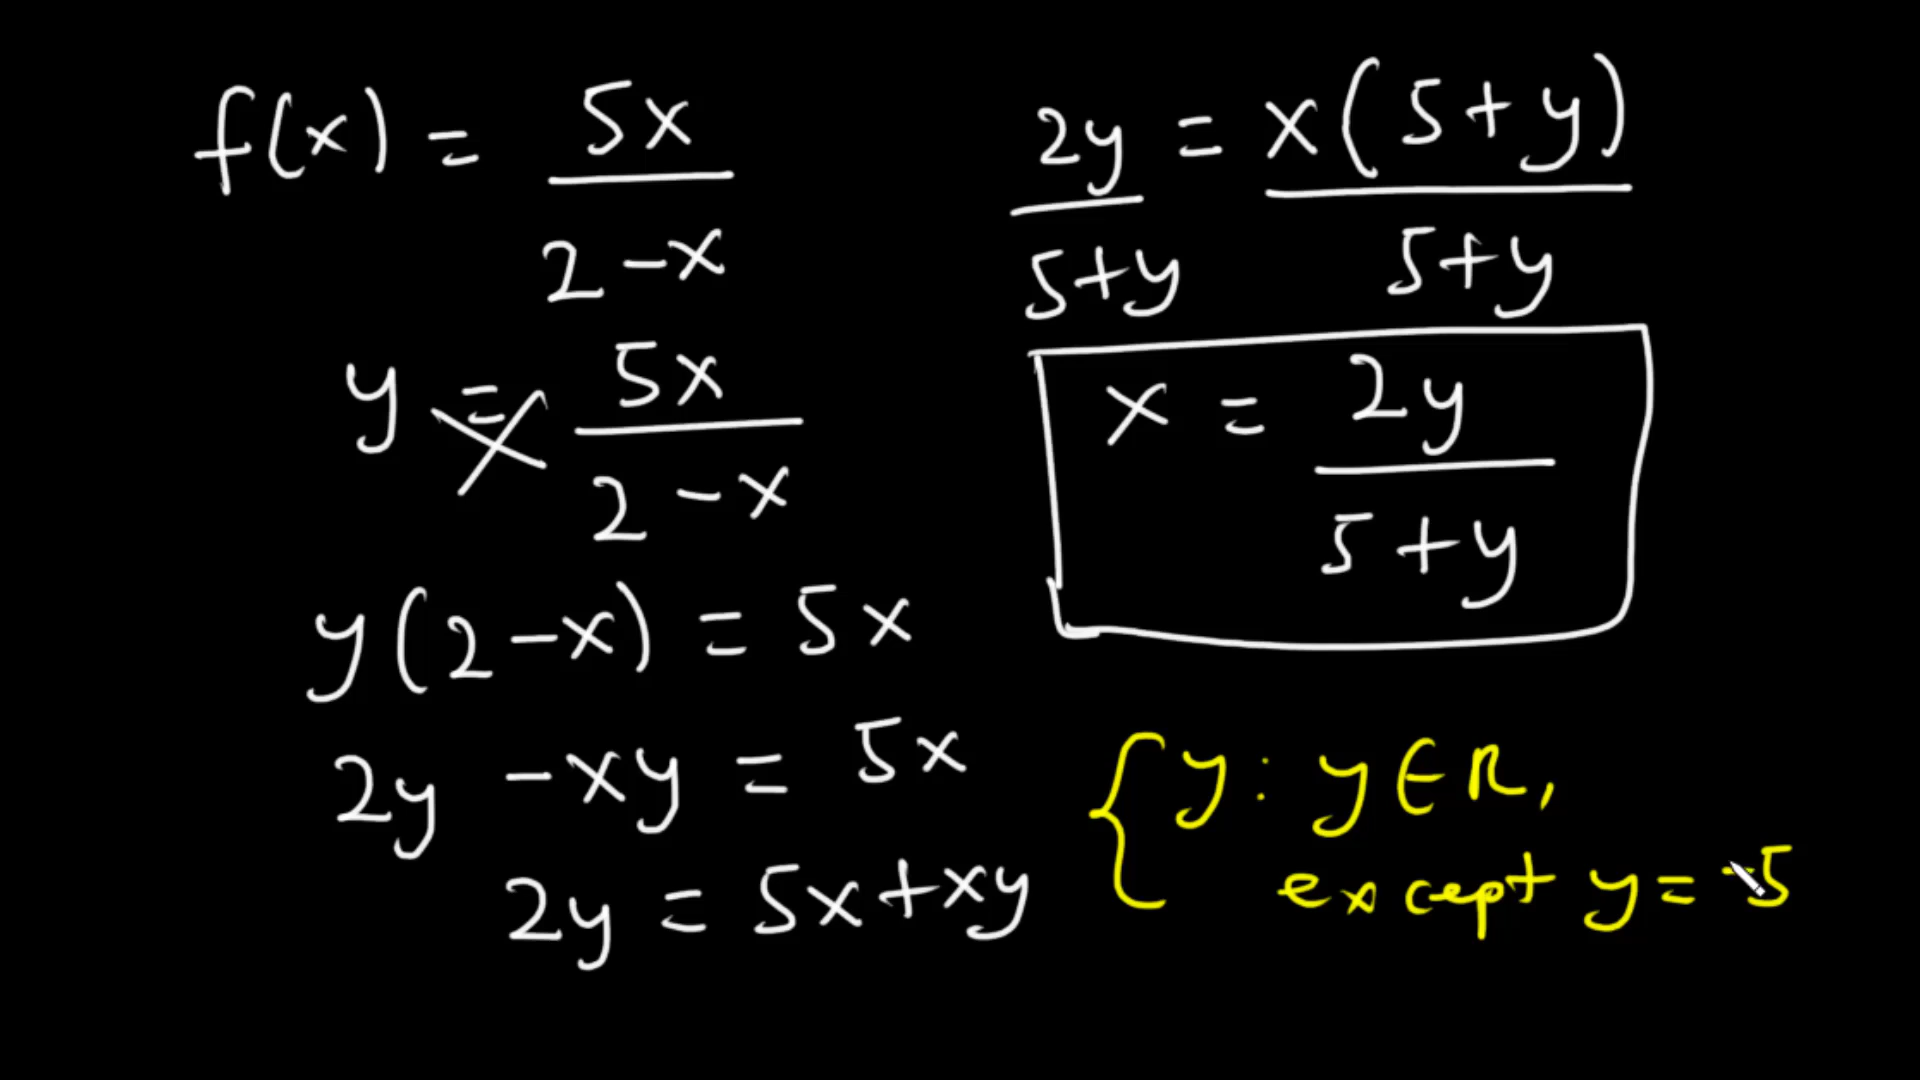 f(x) = 5x
2-x
y = 5x
2-x
y(2-x) = 5x
2y -xy = 5x
2y = 5x+xy
2y = x(5+y)
5+y 5+y
x = 2y
5+y
{y: y∈R,
except y = -5